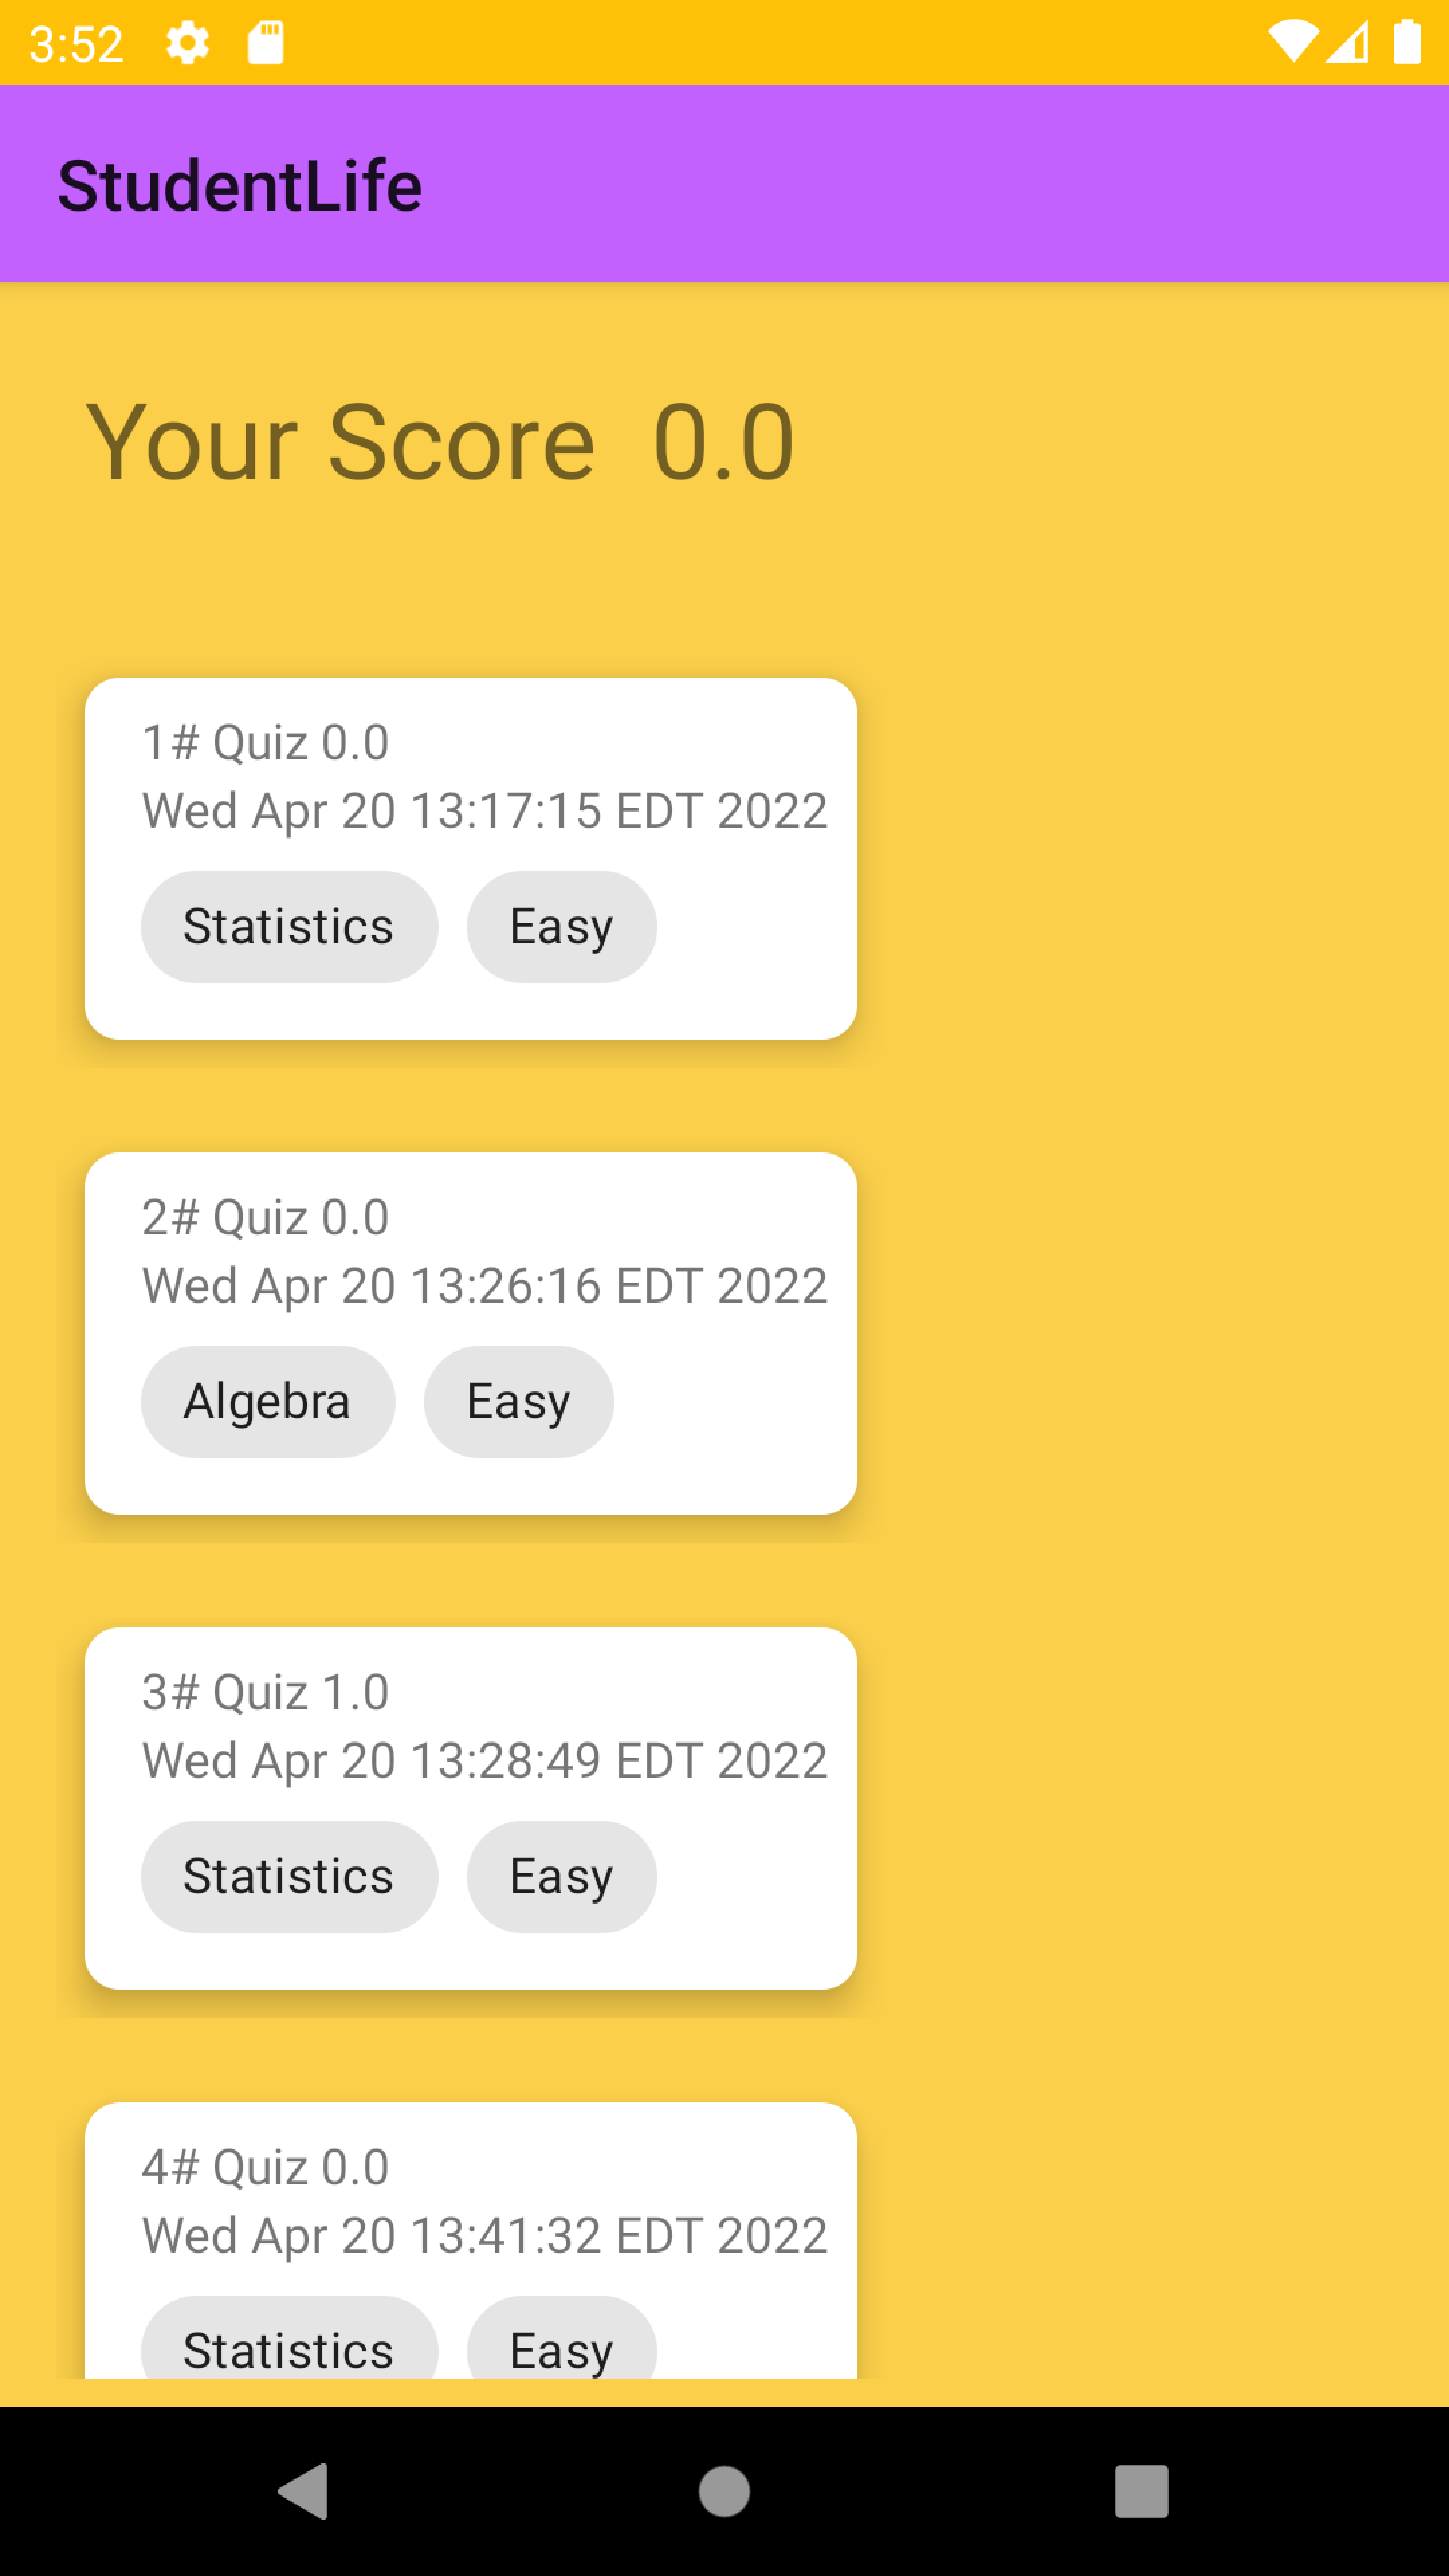 3:52
StudentLife
Your Score 0.0
1# Quiz 0.0
Wed Apr 20 13:17:15 EDT 2022
Statistics Easy
2# Quiz 0.0
Wed Apr 20 13:26:16 EDT 2022
Algebra Easy
3# Quiz 1.0
Wed Apr 20 13:28:49 EDT 2022
Statistics Easy
4# Quiz 0.0
Wed Apr 20 13:41:32 EDT 2022
Statistics Easy